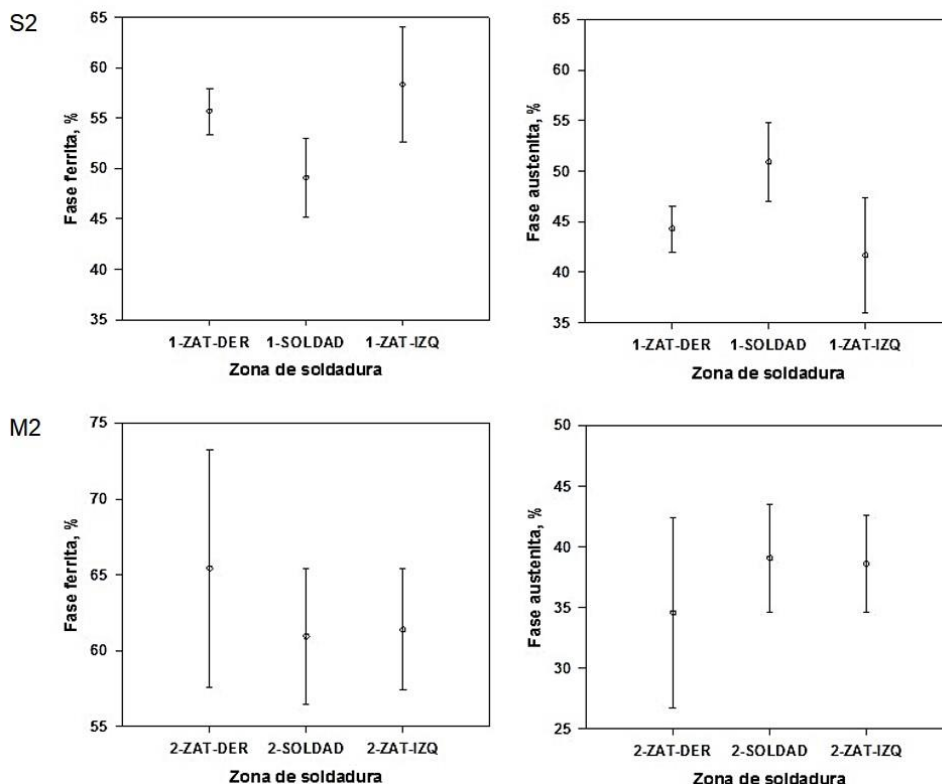 S2
Fase ferrita, %
65
60
55
50
45
40
35
1-ZAT-DER 1-SOLDAD 1-ZAT-IZQ
Zona de soldadura
Fase austenita, %
65
60
55
50
45
40
35
1-ZAT-DER 1-SOLDAD 1-ZAT-IZQ
Zona de soldadura
M2
Fase ferrita, %
75
70
65
60
55
2-ZAT-DER 2-SOLDAD 2-ZAT-IZQ
Zona de soldadura
Fase austenita, %
50
45
40
35
30
25
2-ZAT-DER 2-SOLDAD 2-ZAT-IZQ
Zona de soldadura